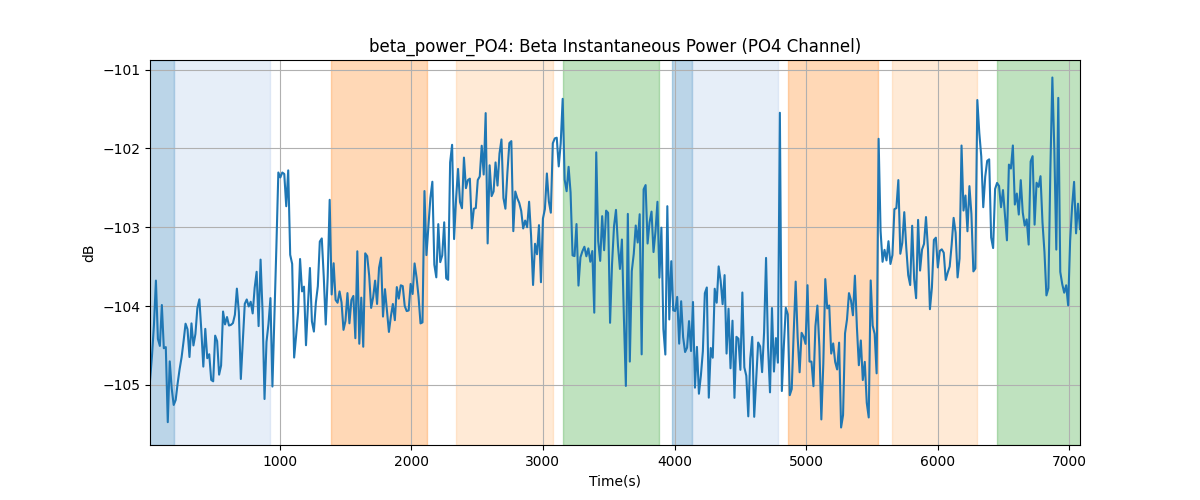 beta_power_PO4: Beta Instantaneous Power (PO4 Channel)
−101
−102
−103
−104
−105
dB
1000 2000 3000 4000 5000 6000 7000
Time(s)